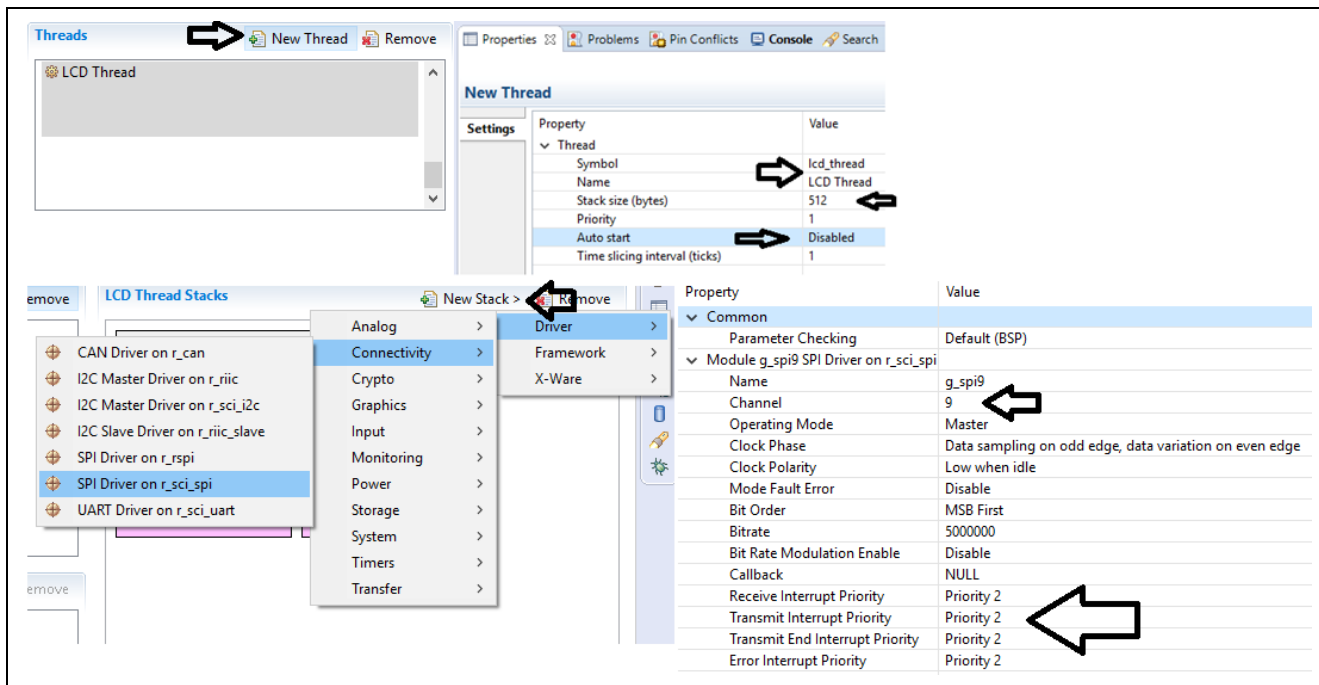 Threads
New Thread
Remove
LCD Thread
Properties
Problems
Pin Conflicts
Console
Search
New Thread
Settings
Property Value
Thread
Symbol lcd_thread
Name LCD Thread
Stack size (bytes) 512
Priority 1
Auto start Disabled
Time slicing interval (ticks) 1
emove
LCD Thread Stacks
New Stack >
Remove
CAN Driver on r_can
I2C Master Driver on r_riic
I2C Master Driver on r_sci_i2c
I2C Slave Driver on r_riic_slave
SPI Driver on r_rspi
SPI Driver on r_sci_spi
UART Driver on r_sci_uart
emove
Analog >
Connectivity >
Crypto >
Graphics >
Input >
Monitoring >
Power >
Storage >
System >
Timers >
Transfer >
Driver >
Framework >
X-Ware >
Property Value
Common
Parameter Checking Default (BSP)
Module g_spi9 SPI Driver on r_sci_spi
Name g_spi9
Channel 9
Operating Mode Master
Clock Phase Data sampling on odd edge, data variation on even edge
Clock Polarity Low when idle
Mode Fault Error Disable
Bit Order MSB First
Bitrate 5000000
Bit Rate Modulation Enable Disable
Callback NULL
Receive Interrupt Priority Priority 2
Transmit Interrupt Priority Priority 2
Transmit End Interrupt Priority Priority 2
Error Interrupt Priority Priority 2